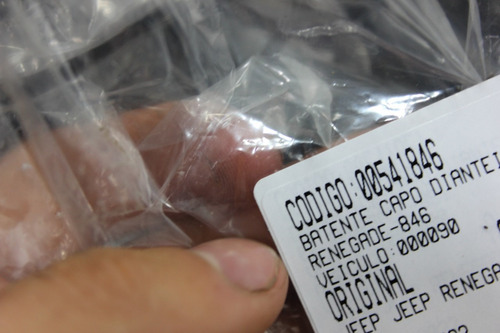 CODIGO:00541846
BATENTE CAPO DIANTEI
RENEGADE-846
VEICULO:000090
ORIGINAL
JEEP JEEP RENEGA